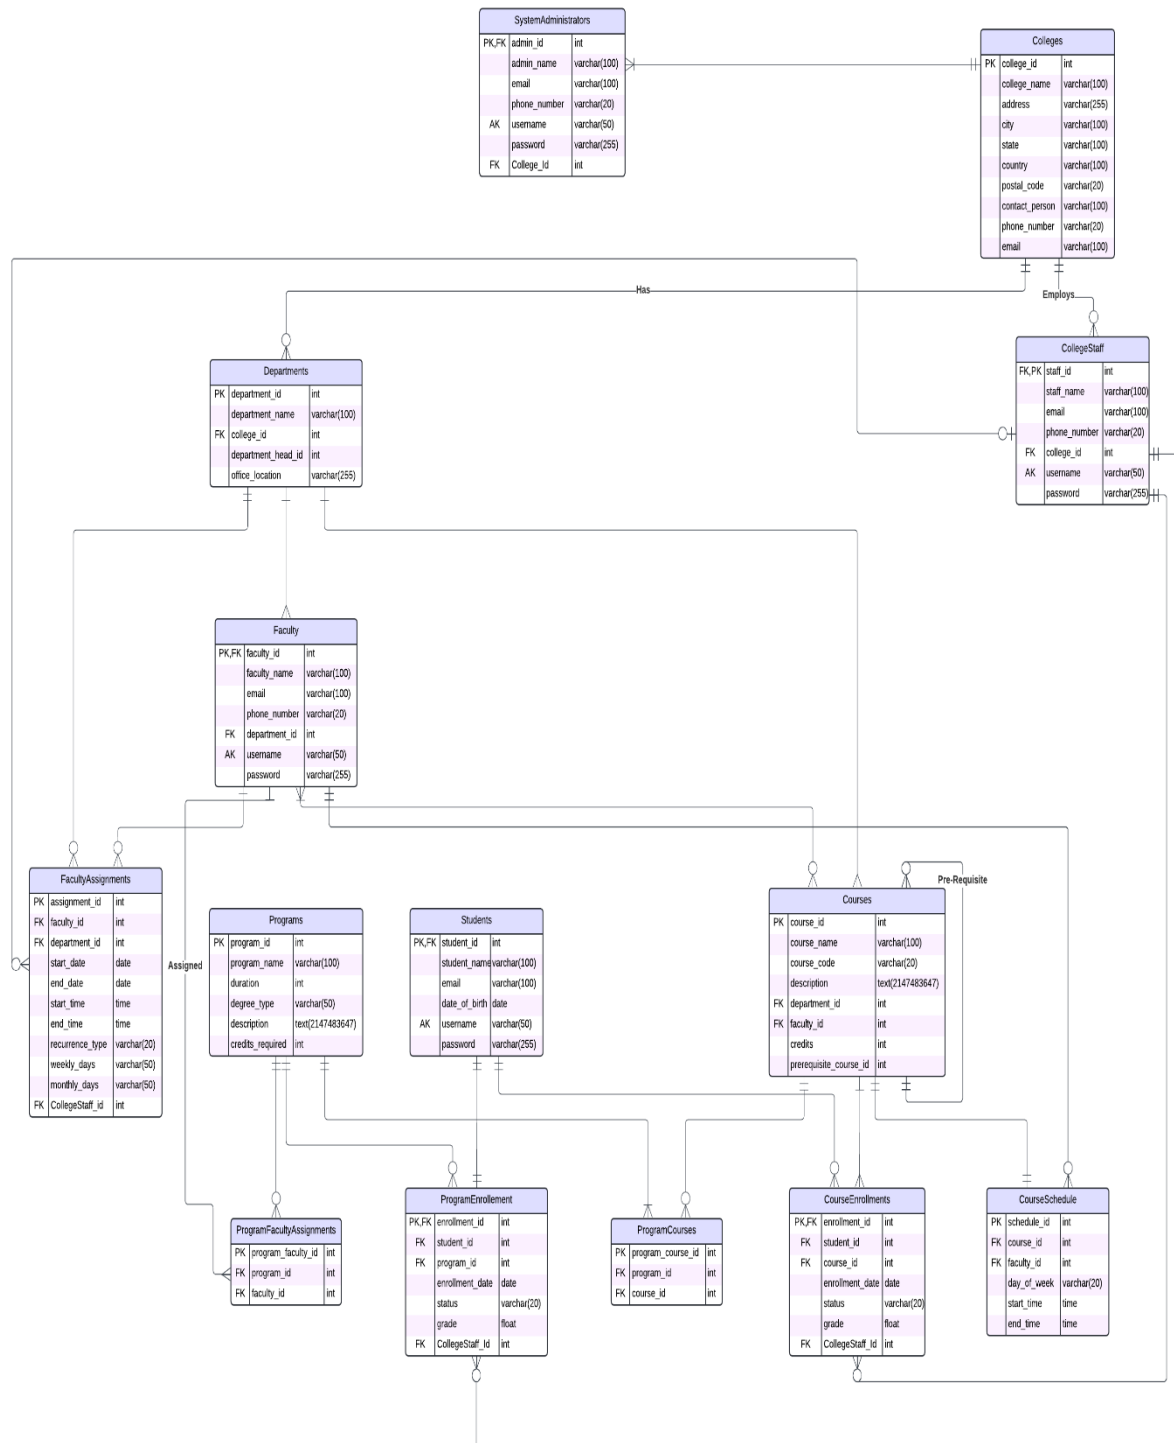 SystemAdministrators
PK,FK admin_id int
admin_name varchar(100)
email varchar(100)
phone_number varchar(20)
AK username varchar(50)
password varchar(255)
FK College_Id int
Colleges
PK college_id int
college_name varchar(100)
address varchar(255)
city varchar(100)
state varchar(100)
country varchar(100)
postal_code varchar(20)
contact_person varchar(100)
phone_number varchar(20)
email varchar(100)
Has
Employs
CollegeStaff
FK,PK staff_id int
staff_name varchar(100)
email varchar(100)
phone_number varchar(20)
FK college_id int
AK username varchar(50)
password varchar(255)
Departments
PK department_id int
department_name varchar(100)
FK college_id int
department_head_id int
office_location varchar(255)
Faculty
PK,FK faculty_id int
faculty_name varchar(100)
email varchar(100)
phone_number varchar(20)
FK department_id int
AK username varchar(50)
password varchar(255)
FacultyAssignments
PK assignment_id int
FK faculty_id int
FK department_id int
start_date date
end_date date
start_time time
end_time time
recurrence_type varchar(20)
weekly_days varchar(50)
monthly_days varchar(50)
FK CollegeStaff_id int
Assigned
Programs
PK program_id int
program_name varchar(100)
duration int
degree_type varchar(50)
description text(2147483647)
credits_required int
Students
PK,FK student_id int
student_name varchar(100)
email varchar(100)
date_of_birth date
AK username varchar(50)
password varchar(255)
Pre-Requisite
Courses
PK course_id int
course_name varchar(100)
course_code varchar(20)
description text(2147483647)
FK department_id int
FK faculty_id int
credits int
prerequisite_course_id int
ProgramFacultyAssignments
PK program_faculty_id int
FK program_id int
FK faculty_id int
ProgramEnrollement
PK,FK enrollment_id int
FK student_id int
FK program_id int
enrollment_date date
status varchar(20)
grade float
FK CollegeStaff_Id int
ProgramCourses
PK program_course_id int
FK program_id int
FK course_id int
CourseEnrollments
PK,FK enrollment_id int
FK student_id int
FK course_id int
enrollment_date date
status varchar(20)
grade float
FK CollegeStaff_Id int
CourseSchedule
PK schedule_id int
FK course_id int
FK faculty_id int
day_of_week varchar(20)
start_time time
end_time time